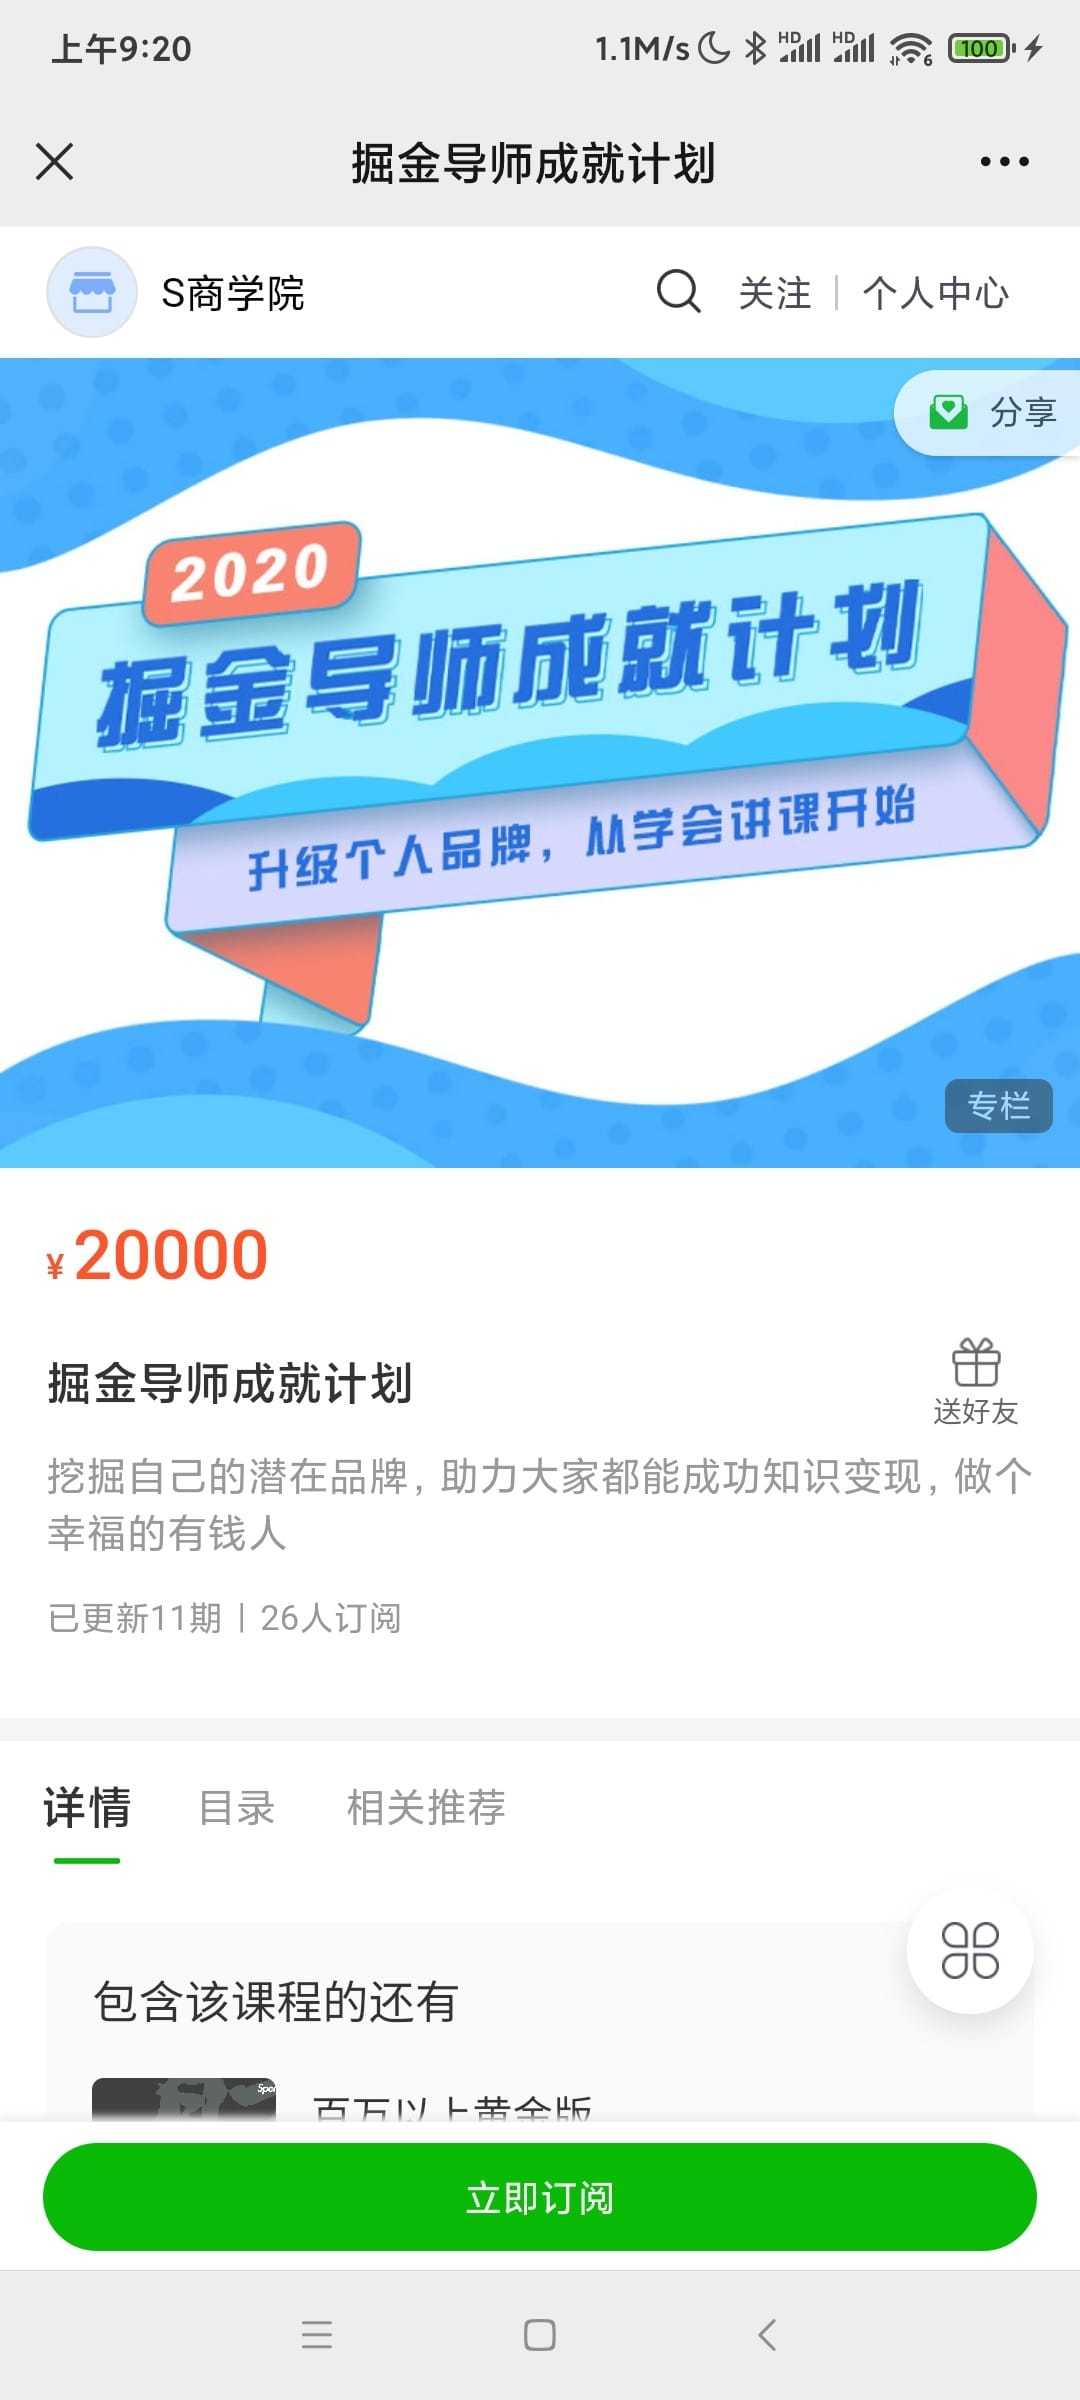 上午9:20
1.1M/s
HD
HD
6
100
掘金导师成就计划
S商学院
关注
个人中心
分享
2020
掘金导师成就计划
升级个人品牌，从学会讲课开始
专栏
¥20000
掘金导师成就计划
送好友
挖掘自己的潜在品牌，助力大家都能成功知识变现，做个
幸福的有钱人
已更新11期 | 26人订阅
详情
目录
相关推荐
包含该课程的还有
百万以上黄金版
立即订阅